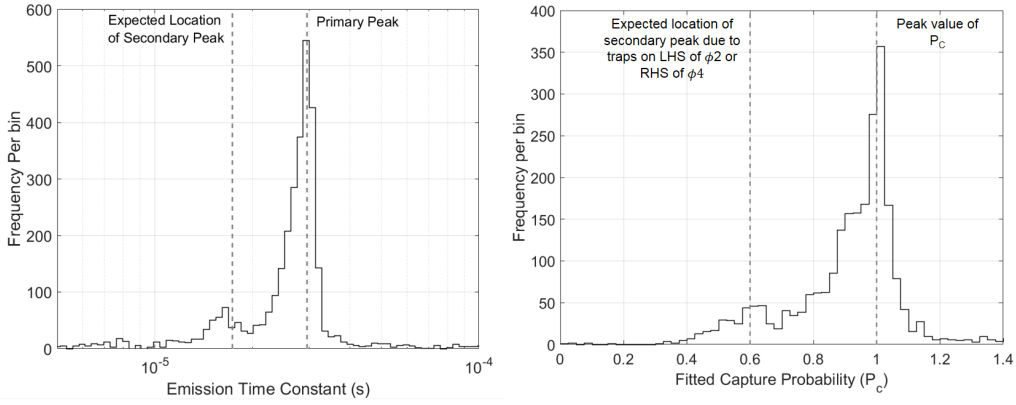 600
500
400
300
200
100
0
Frequency Per bin
Expected Location
of Secondary Peak
Primary Peak
10-5
10-4
Emission Time Constant (s)
400
350
300
250
200
150
100
50
0
Frequency per bin
Expected location of
secondary peak due to
traps on LHS of ϕ2 or
RHS of ϕ4
Peak value of
PC
0 0.2 0.4 0.6 0.8 1 1.2 1.4
Fitted Capture Probability (Pc)